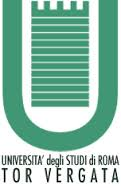 UNIVERSITA' degli STUDI di ROMA
TOR VERGATA